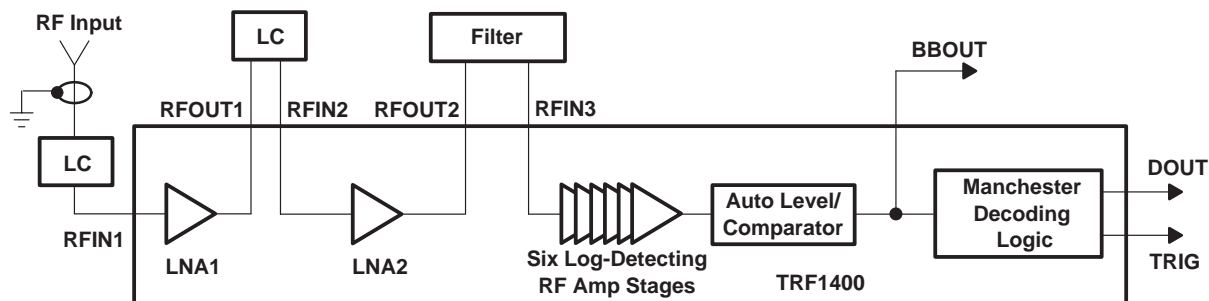 RF Input
LC
Filter
BBOUT
RFOUT1
RFIN2
RFOUT2
RFIN3
LC
RFIN1
LNA1
LNA2
Six Log-Detecting
RF Amp Stages
Auto Level/
Comparator
TRF1400
Manchester
Decoding
Logic
DOUT
TRIG